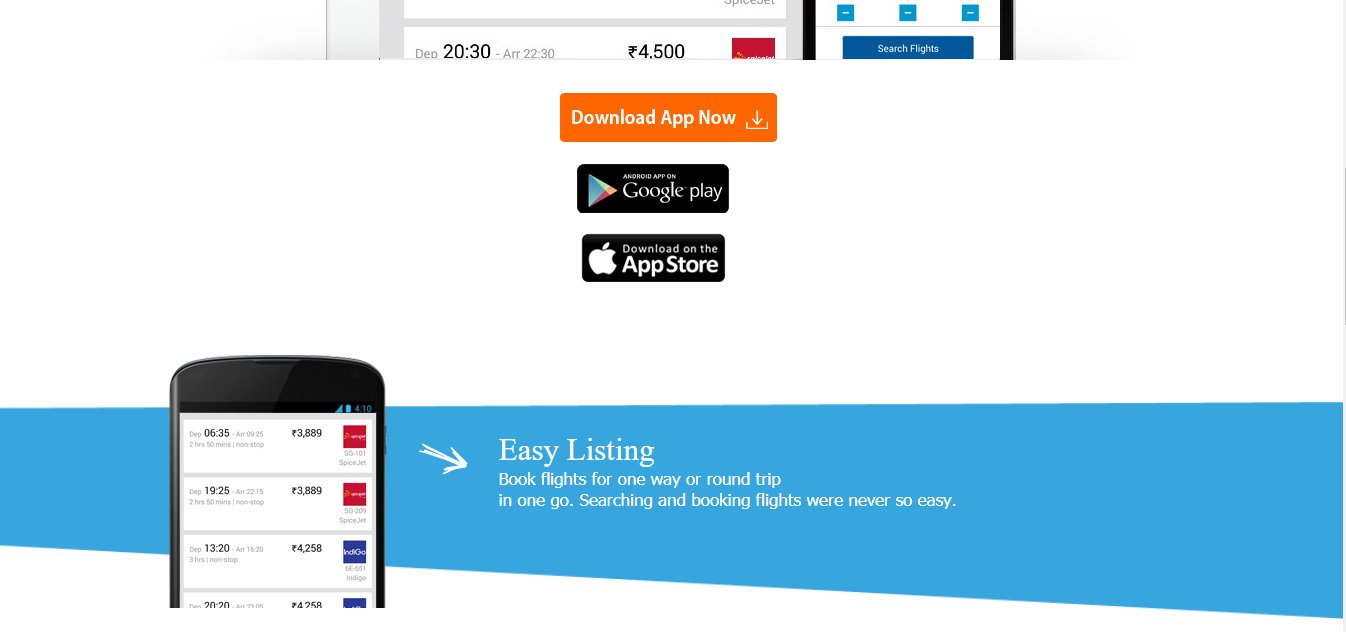 SpiceJet
Dep 20:30 - Arr 22:30 ₹4,500
spicejet
Search Flights
Download App Now
ANDROID APP ON
Google play
Download on the
App Store
4:10
Dep 06:35 - Arr 09:25 ₹3,889
2 hrs 50 mins | non-stop
spicejet
SG-101
SpiceJet
Dep 19:25 - Arr 22:15 ₹3,889
2 hrs 50 mins | non-stop
spicejet
SG-209
SpiceJet
Dep 13:20 - Arr 16:20 ₹4,258
3 hrs | non-stop
IndiGo
6E-651
Indigo
Dep 20:20 - Arr 23:05 ₹4,258
Easy Listing
Book flights for one way or round trip
in one go. Searching and booking flights were never so easy.